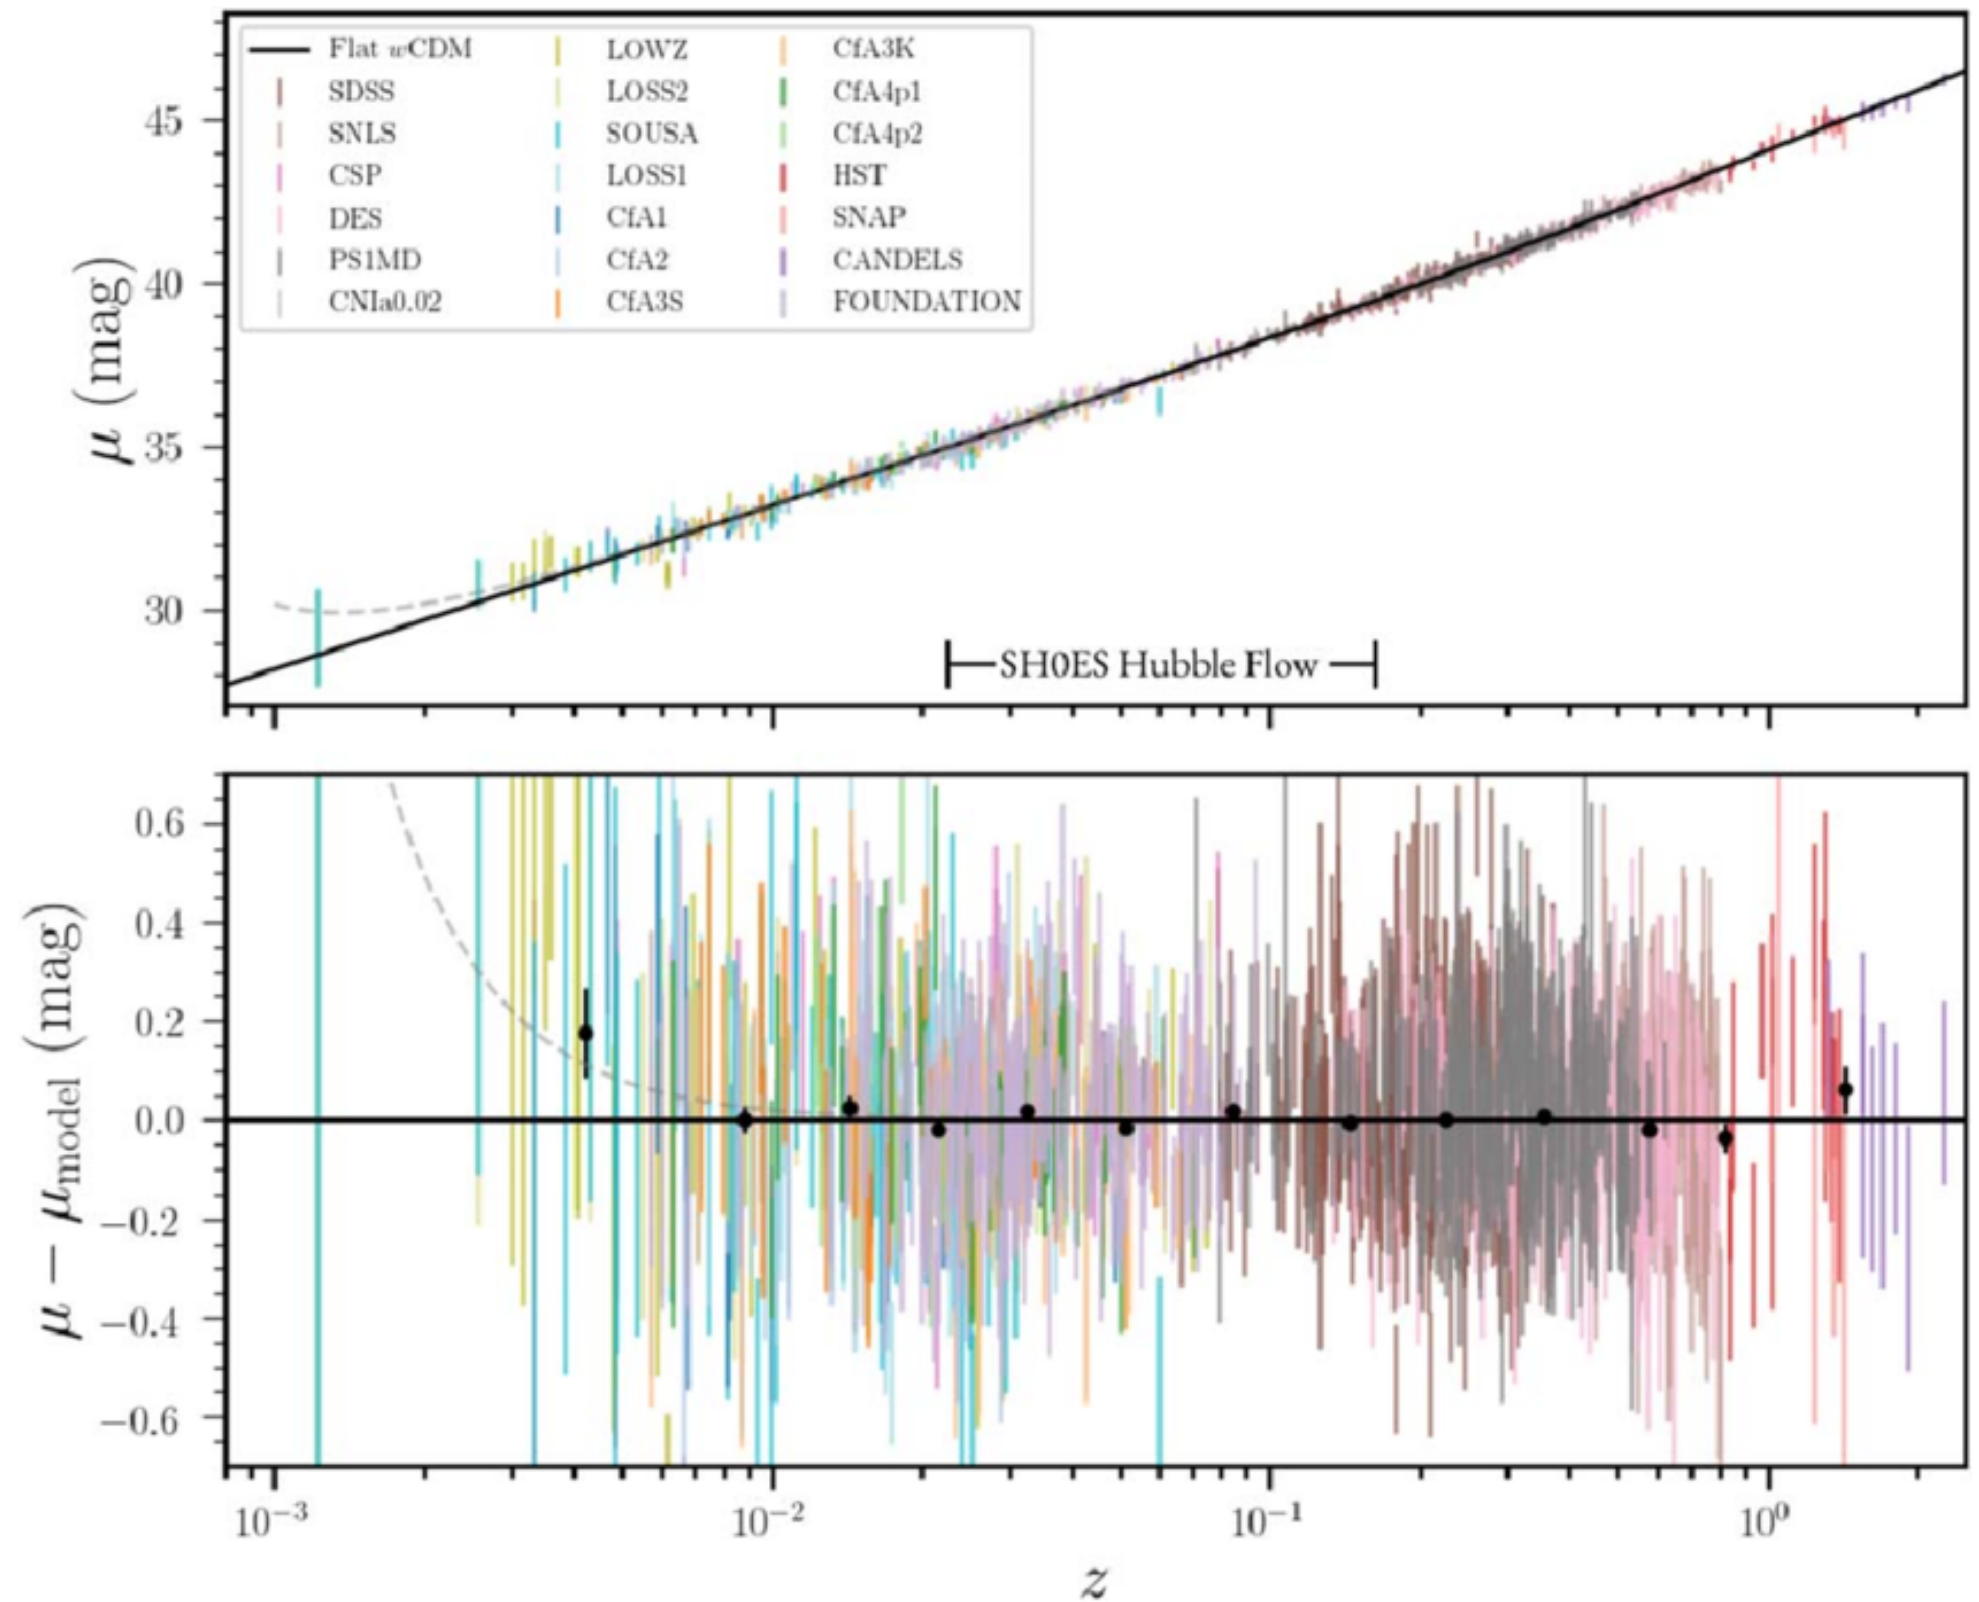 Flat wCDM
SDSS
SNLS
CSP
DES
PS1MD
CNIa0.02
LOWZ
LOSS2
SOUSA
LOSS1
CfA1
CfA2
CfA3S
CfA3K
CfA4p1
CfA4p2
HST
SNAP
CANDELS
FOUNDATION
μ (mag)
45
40
35
30
SH0ES Hubble Flow
μ − μmodel (mag)
0.6
0.4
0.2
0.0
−0.2
−0.4
−0.6
10⁻³ 10⁻² 10⁻¹ 10⁰
z